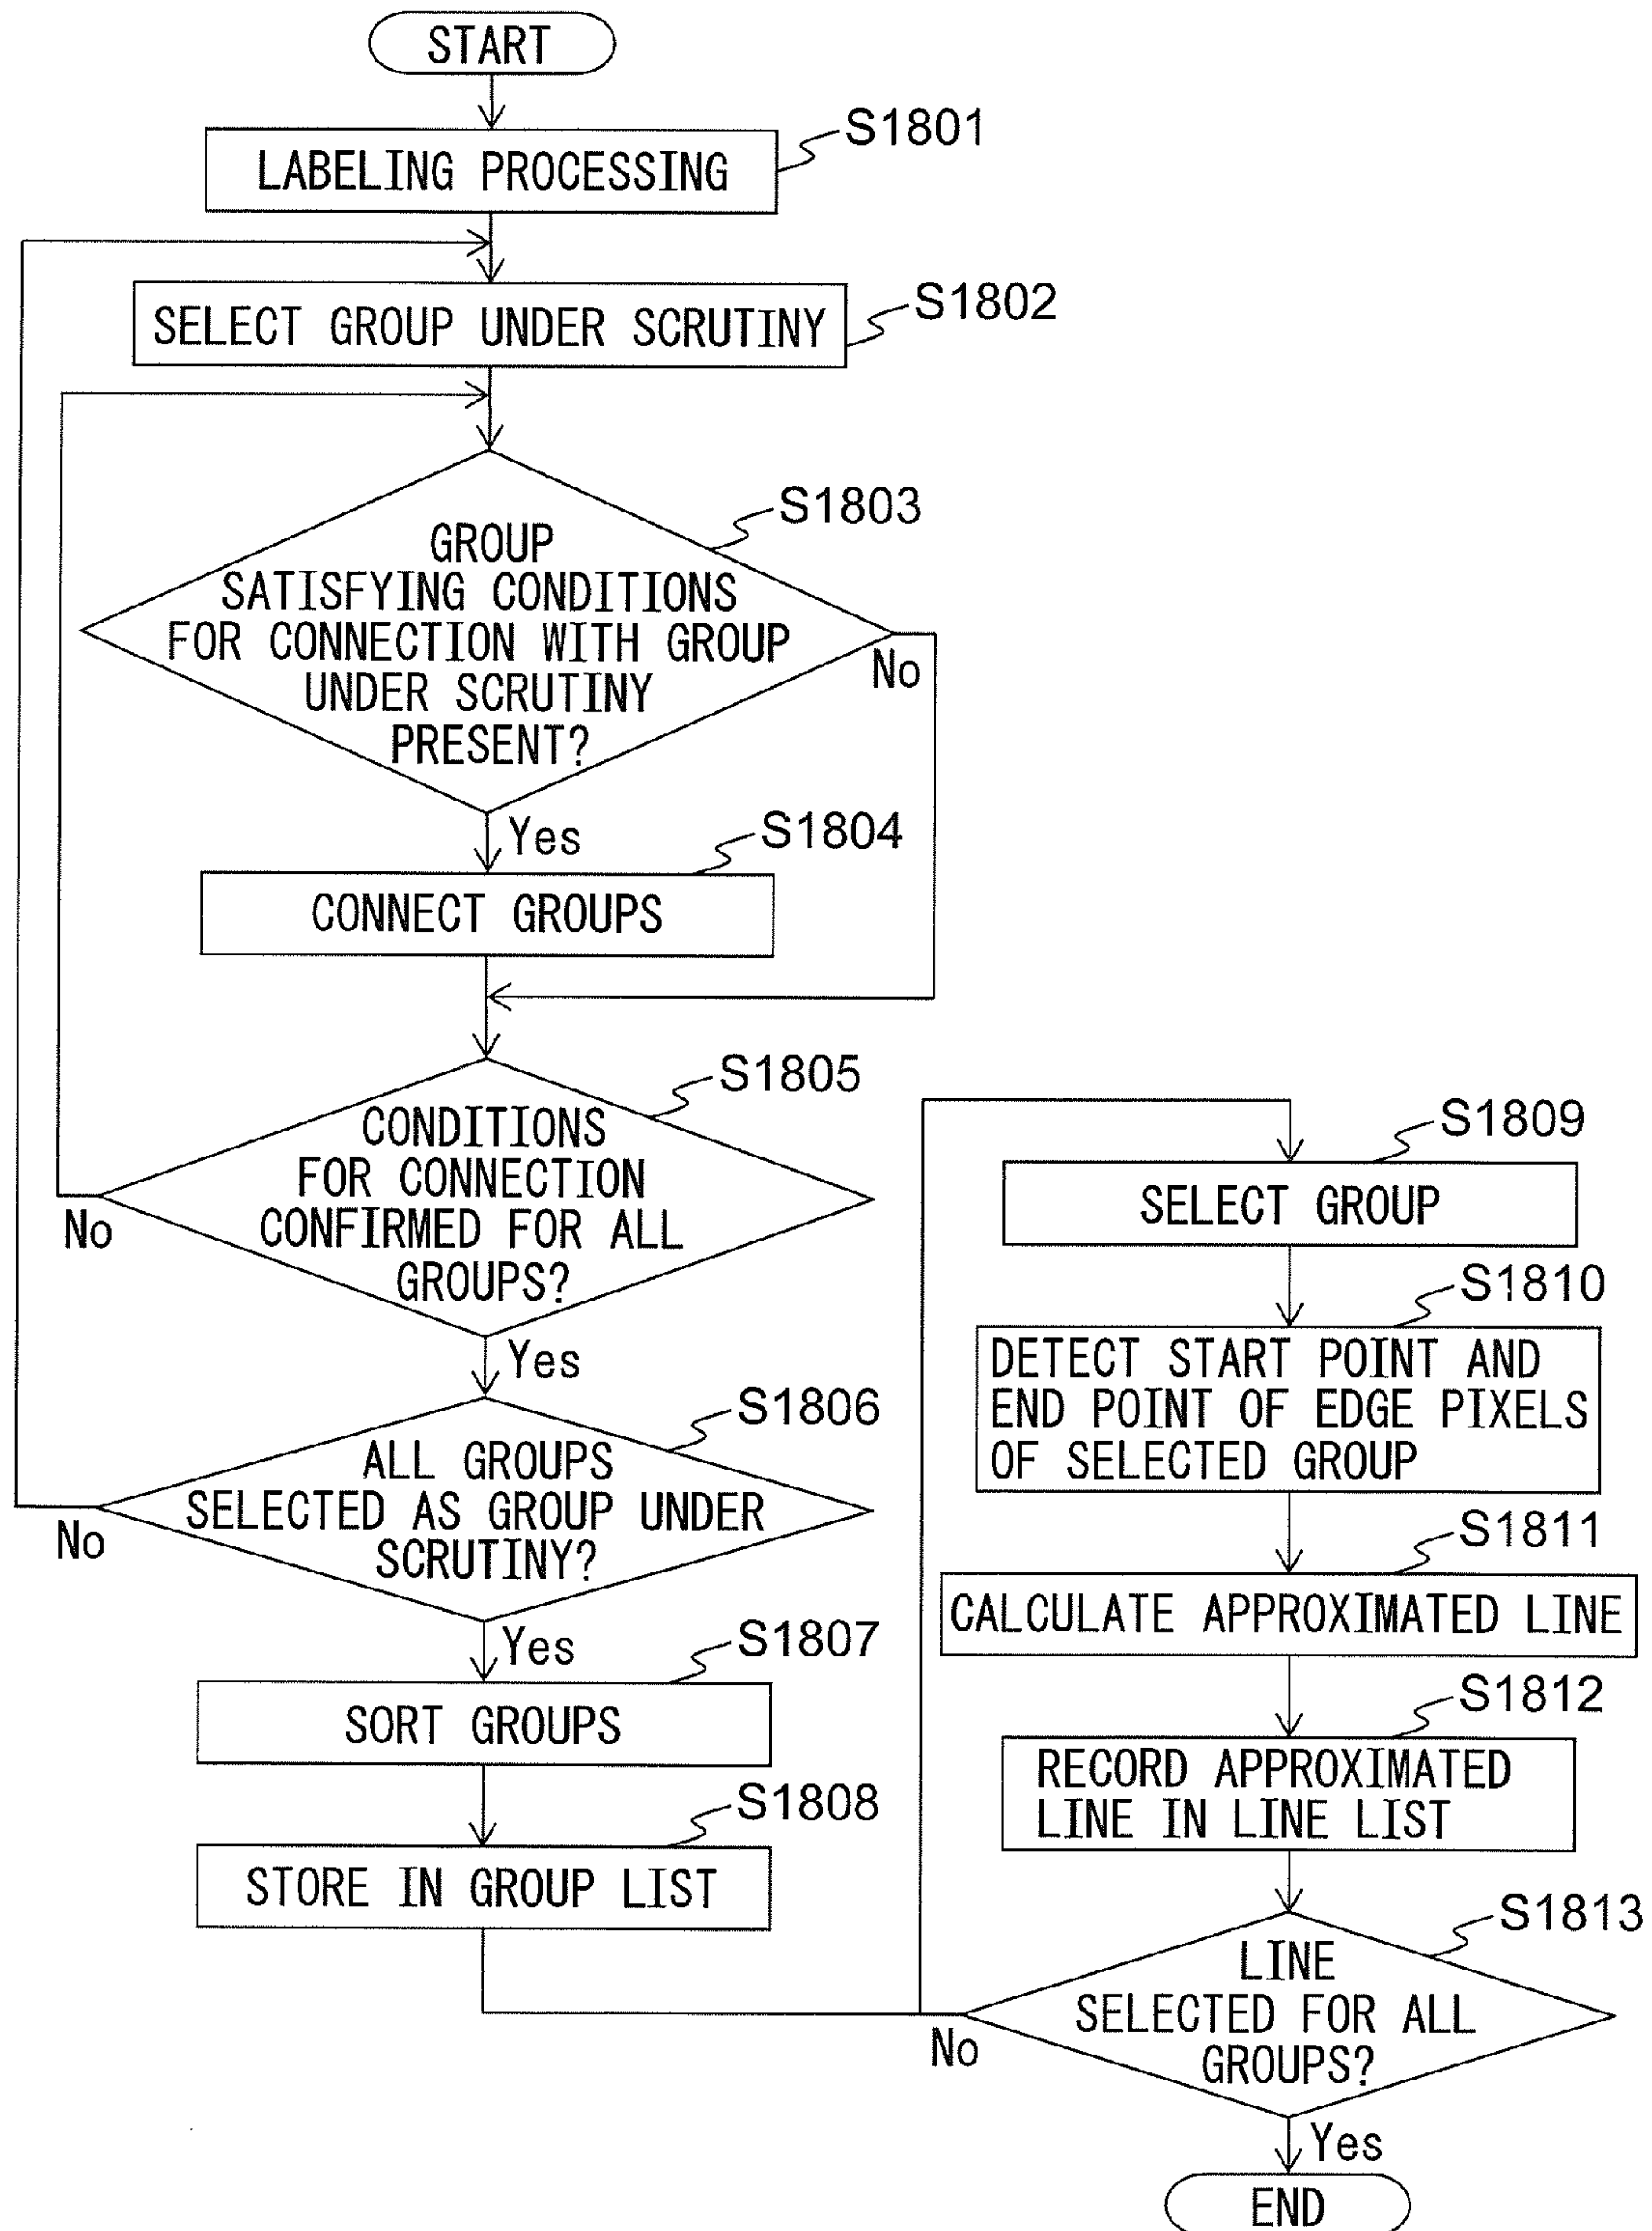 START
S1801
LABELING PROCESSING
S1802
SELECT GROUP UNDER SCRUTINY
S1803
GROUP
SATISFYING CONDITIONS
FOR CONNECTION WITH GROUP
UNDER SCRUTINY
PRESENT?
No
Yes
S1804
CONNECT GROUPS
S1805
CONDITIONS
FOR CONNECTION
CONFIRMED FOR ALL
GROUPS?
No
Yes
S1806
ALL GROUPS
SELECTED AS GROUP UNDER
SCRUTINY?
No
Yes
S1807
SORT GROUPS
S1808
STORE IN GROUP LIST
S1809
SELECT GROUP
S1810
DETECT START POINT AND
END POINT OF EDGE PIXELS
OF SELECTED GROUP
S1811
CALCULATE APPROXIMATED LINE
S1812
RECORD APPROXIMATED
LINE IN LINE LIST
S1813
LINE
SELECTED FOR ALL
GROUPS?
No
Yes
END